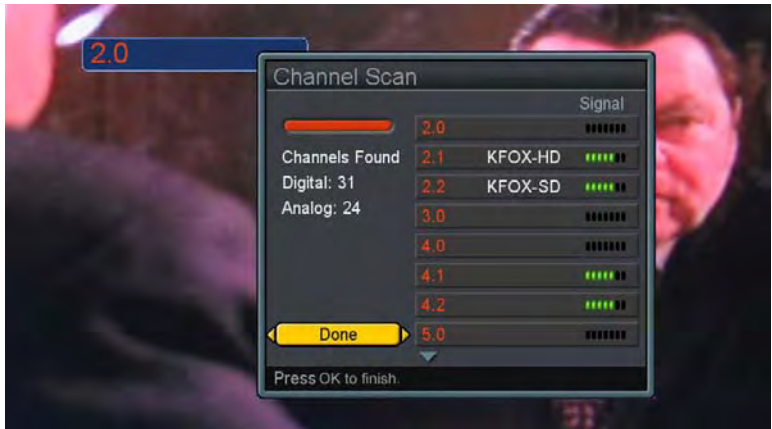 2.0
Channel Scan
Signal
2.0
Channels Found
2.1 KFOX-HD
Digital: 31
2.2 KFOX-SD
Analog: 24
3.0
4.0
4.1
4.2
Done
5.0
Press OK to finish.